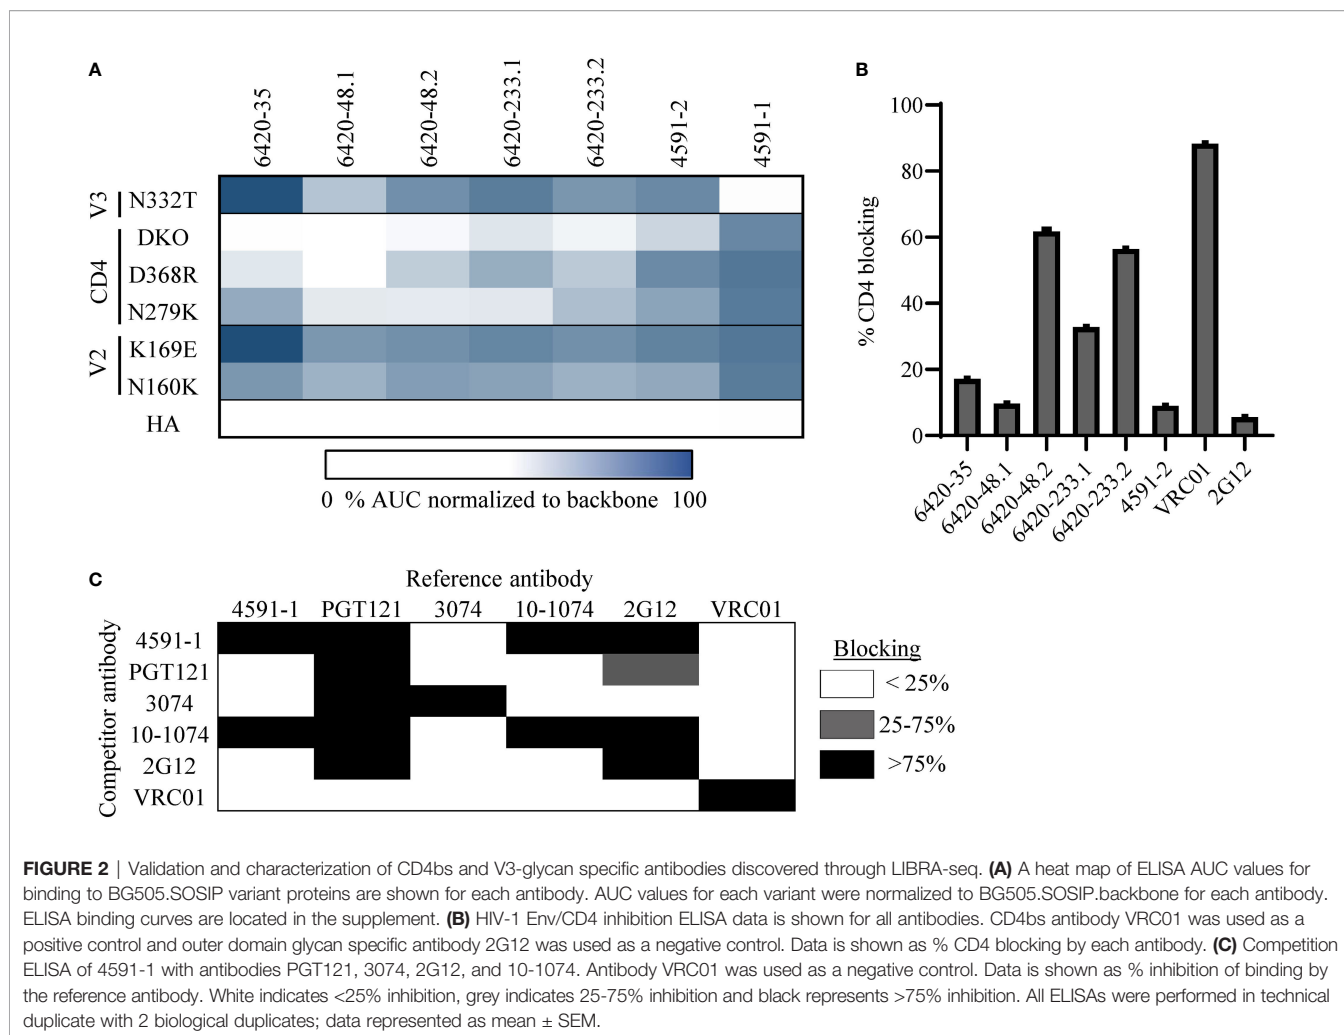 A
6420-35
6420-48.1
6420-48.2
6420-233.1
6420-233.2
4591-2
4591-1
V3
N332T
CD4
DKO
D368R
N279K
V2
K169E
N160K
HA
0 % AUC normalized to backbone 100
B
% CD4 blocking
100
80
60
40
20
0
6420-35
6420-48.1
6420-48.2
6420-233.1
6420-233.2
4591-2
VRC01
2G12
C
Reference antibody
4591-1 PGT121 3074 10-1074 2G12 VRC01
Competitor antibody
4591-1
PGT121
3074
10-1074
2G12
VRC01
Blocking
< 25%
25-75%
>75%
FIGURE 2 | Validation and characterization of CD4bs and V3-glycan specific antibodies discovered through LIBRA-seq. (A) A heat map of ELISA AUC values for
binding to BG505.SOSIP variant proteins are shown for each antibody. AUC values for each variant were normalized to BG505.SOSIP.backbone for each antibody.
ELISA binding curves are located in the supplement. (B) HIV-1 Env/CD4 inhibition ELISA data is shown for all antibodies. CD4bs antibody VRC01 was used as a
positive control and outer domain glycan specific antibody 2G12 was used as a negative control. Data is shown as % CD4 blocking by each antibody. (C) Competition
ELISA of 4591-1 with antibodies PGT121, 3074, 2G12, and 10-1074. Antibody VRC01 was used as a negative control. Data is shown as % inhibition of binding by
the reference antibody. White indicates <25% inhibition, grey indicates 25-75% inhibition and black represents >75% inhibition. All ELISAs were performed in technical
duplicate with 2 biological duplicates; data represented as mean ± SEM.